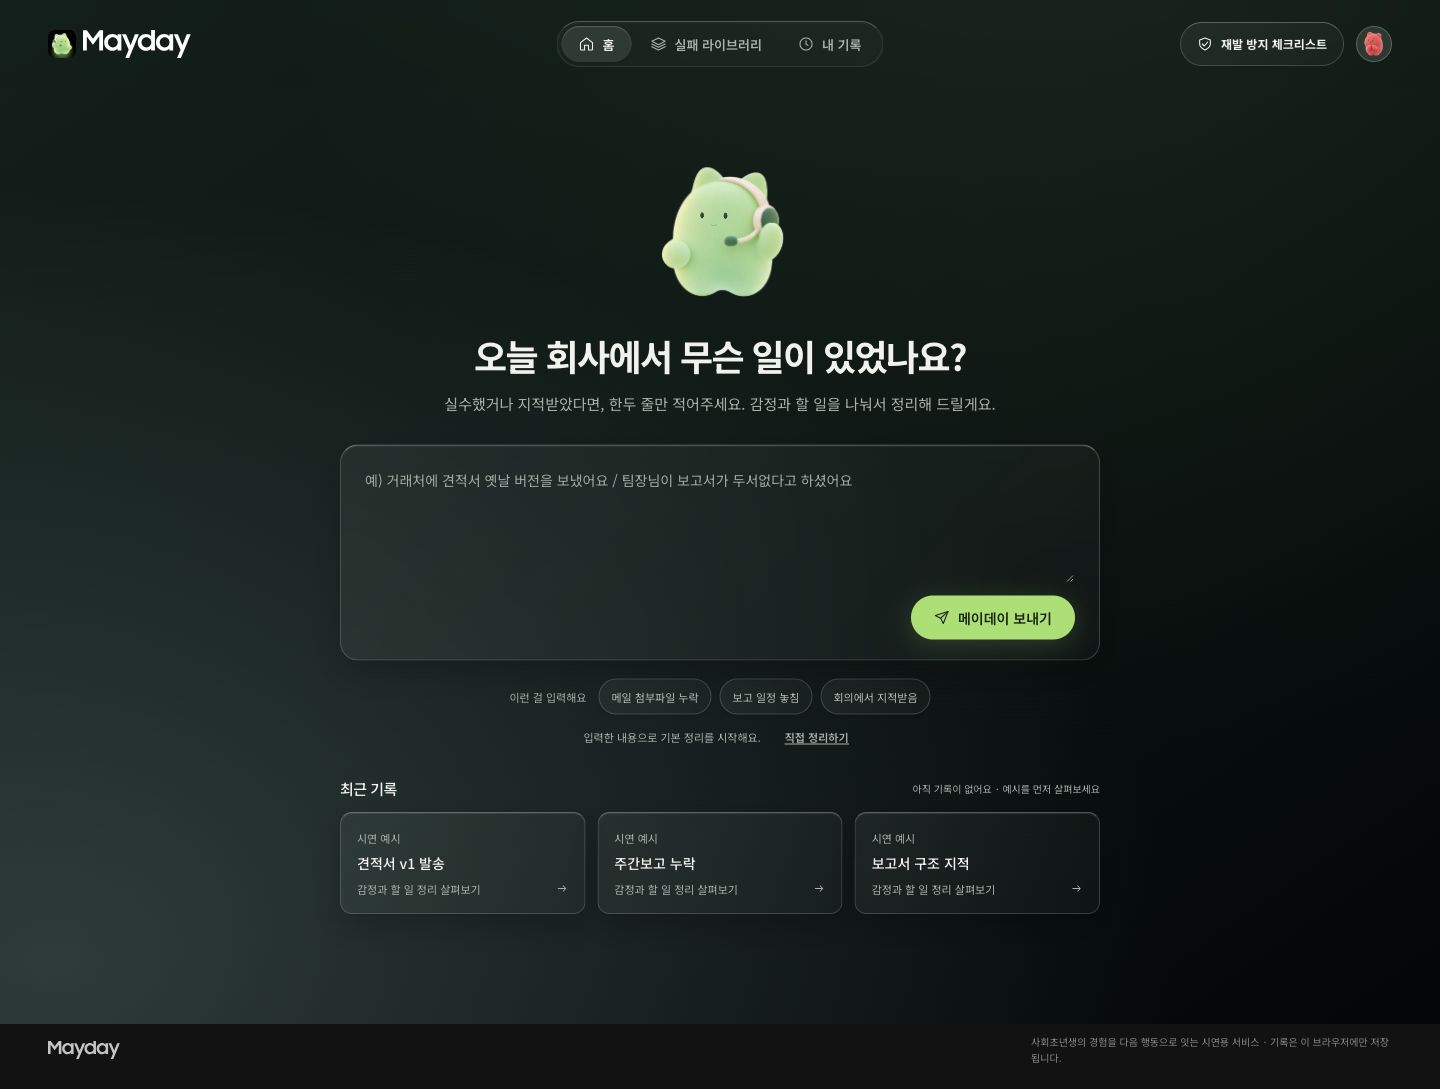 Mayday
홈
실패 라이브러리
내 기록
재발 방지 체크리스트
오늘 회사에서 무슨 일이 있었나요?
실수했거나 지적받았다면, 한두 줄만 적어주세요. 감정과 할 일을 나눠서 정리해 드릴게요.
예) 거래처에 견적서 옛날 버전을 보냈어요 / 팀장님이 보고서가 두서없다고 하셨어요
메이데이 보내기
이런 걸 입력해요
메일 첨부파일 누락
보고 일정 놓침
회의에서 지적받음
입력한 내용으로 기본 정리를 시작해요.
직접 정리하기
최근 기록
아직 기록이 없어요 · 예시를 먼저 살펴보세요
시연 예시
견적서 v1 발송
감정과 할 일 정리 살펴보기 →
시연 예시
주간보고 누락
감정과 할 일 정리 살펴보기 →
시연 예시
보고서 구조 지적
감정과 할 일 정리 살펴보기 →
Mayday
사회초년생의 경험을 다음 행동으로 잇는 시연용 서비스 · 기록은 이 브라우저에만 저장
됩니다.